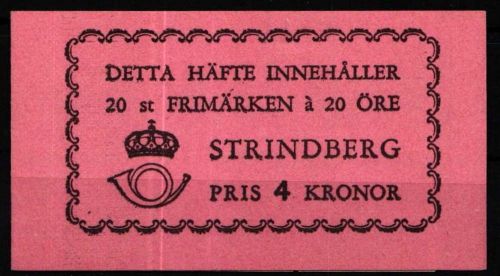 DETTA HÄFTE INNEHÅLLER
20 st FRIMÄRKEN à 20 ÖRE
STRINDBERG
PRIS 4 KRONOR